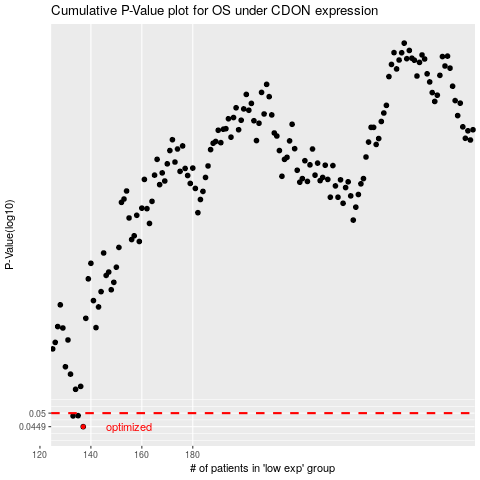 Cumulative P-Value plot for OS under CDON expression
P-Value(log10)
0.05
0.0449
optimized
120 140 160 180
# of patients in 'low exp' group